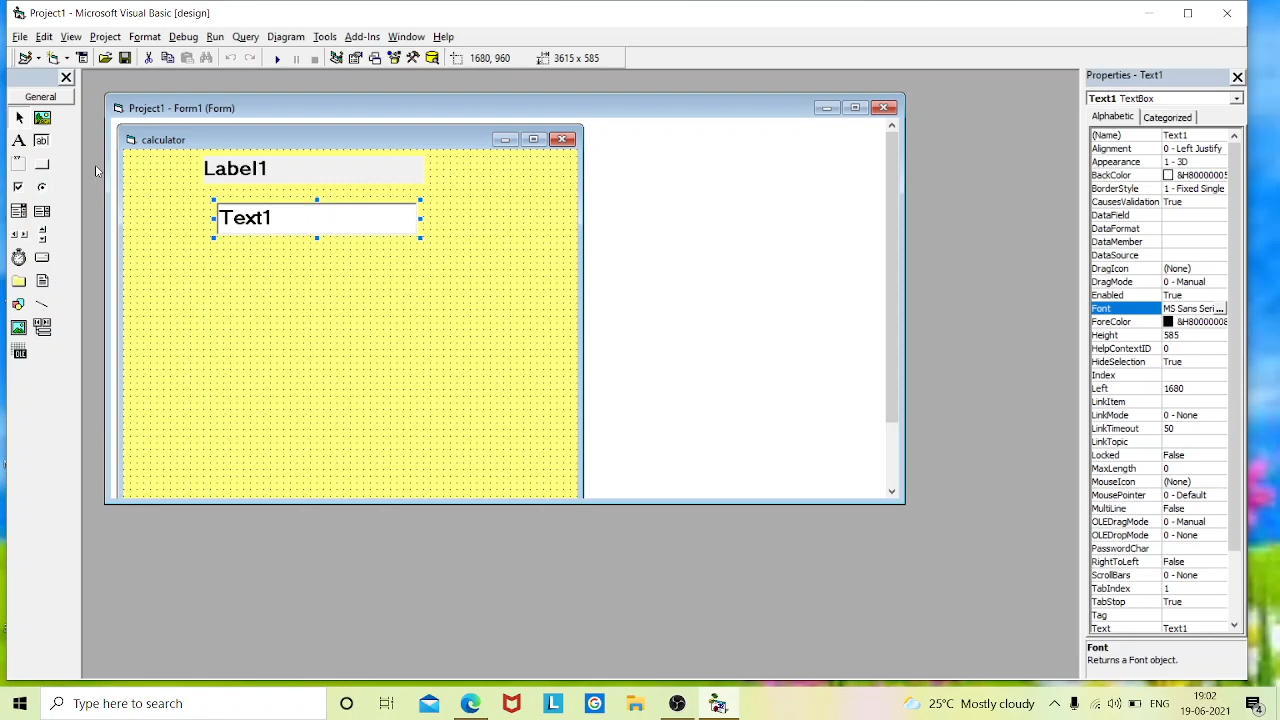 Project1 - Microsoft Visual Basic [design]
File Edit View Project Format Debug Run Query Diagram Tools Add-Ins Window Help
1680, 960 3615 x 585
General
Project1 - Form1 (Form)
calculator
Label1
Text1
Properties - Text1
Text1 TextBox
Alphabetic Categorized
(Name) Text1
Alignment 0 - Left Justify
Appearance 1 - 3D
BackColor &H80000005
BorderStyle 1 - Fixed Single
CausesValidation True
DataField
DataFormat
DataMember
DataSource
DragIcon (None)
DragMode 0 - Manual
Enabled True
Font MS Sans Seri ...
ForeColor &H80000008
Height 585
HelpContextID 0
HideSelection True
Index
Left 1680
LinkItem
LinkMode 0 - None
LinkTimeout 50
LinkTopic
Locked False
MaxLength 0
MouseIcon (None)
MousePointer 0 - Default
MultiLine False
OLEDragMode 0 - Manual
OLEDropMode 0 - None
PasswordChar
RightToLeft False
ScrollBars 0 - None
TabIndex 1
TabStop True
Tag
Text Text1
Font
Returns a Font object.
Type here to search
L
G
25°C Mostly cloudy
ENG
19:02
19-06-2021
4